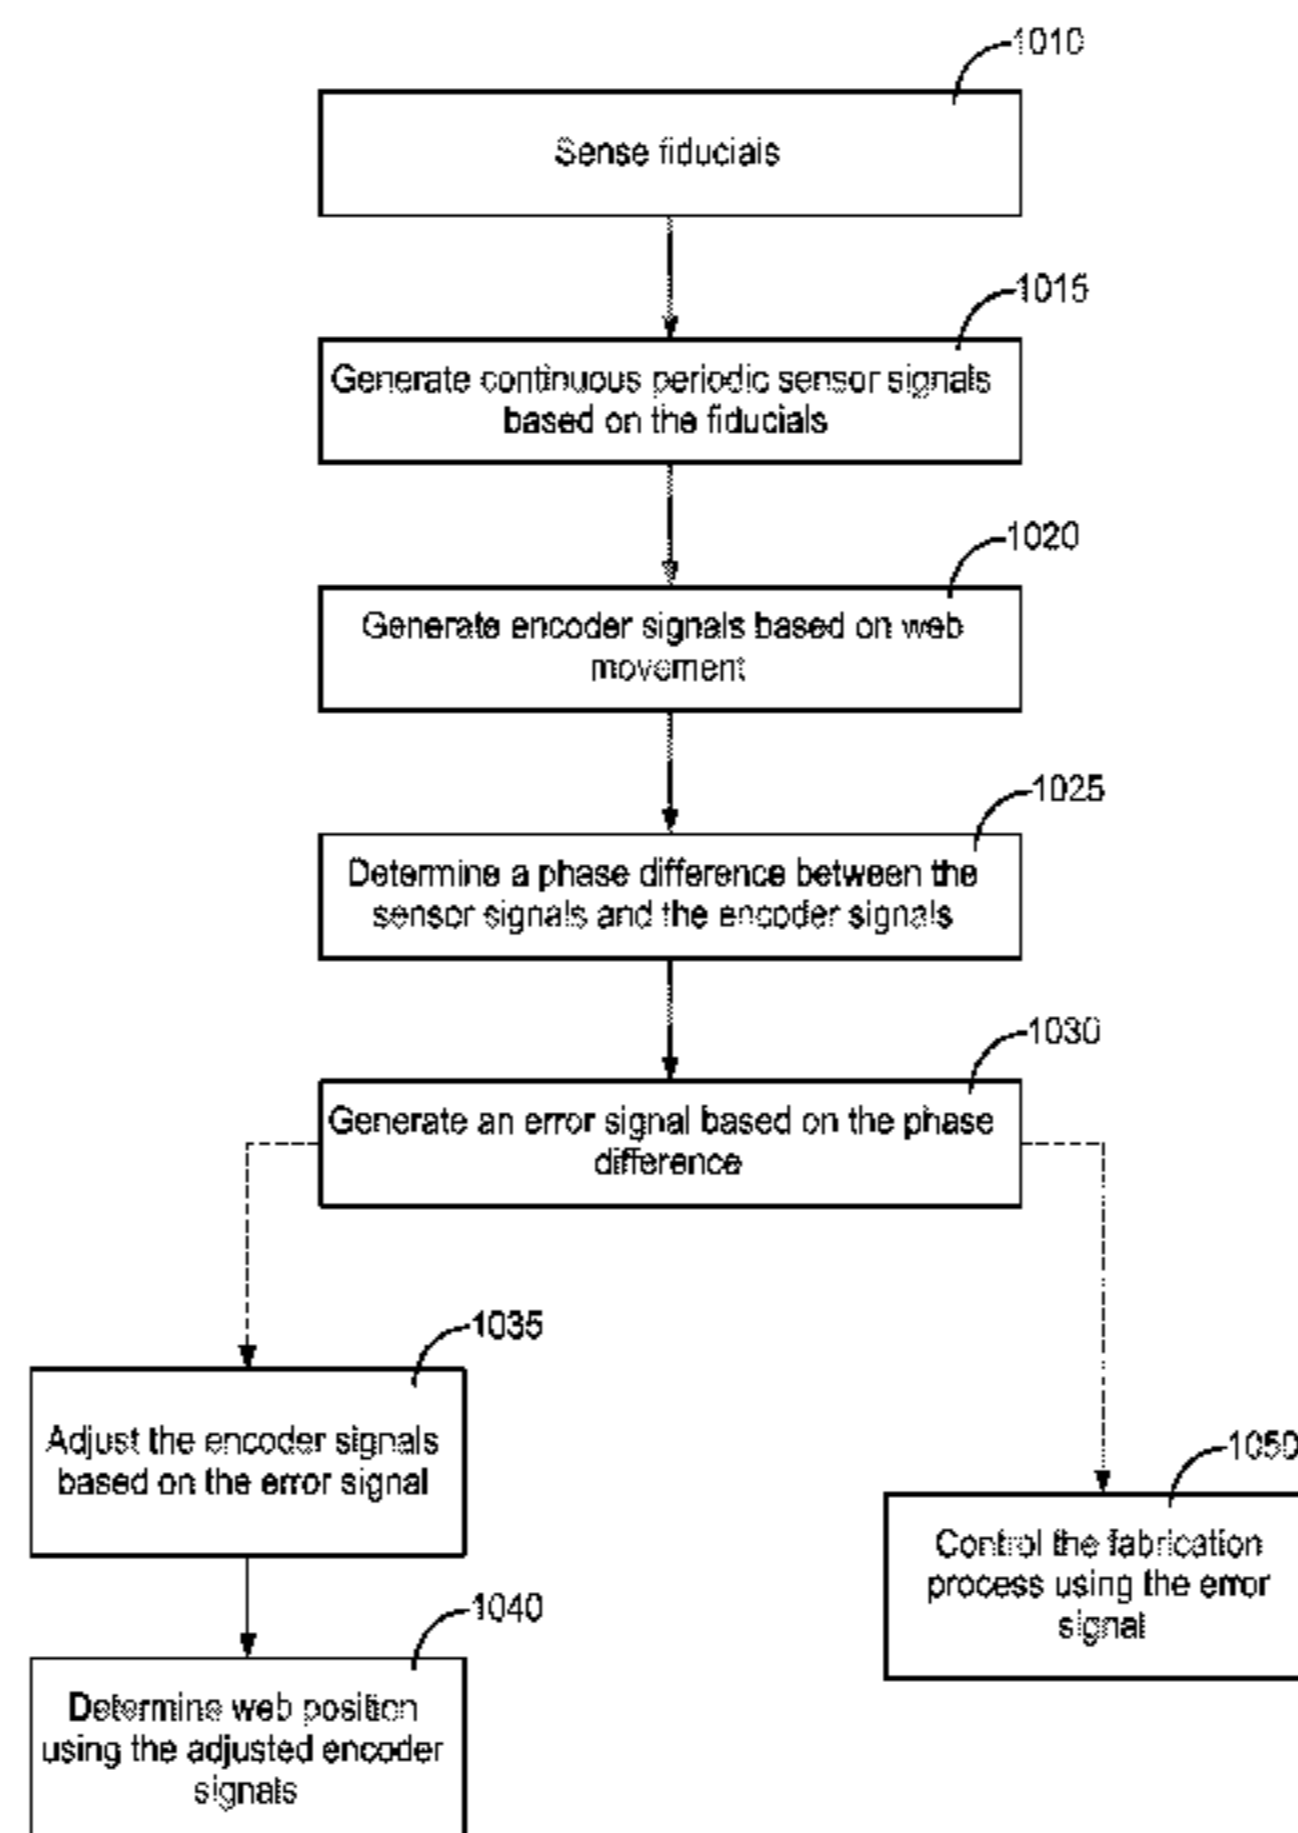 1010
Sense fiducials
1015
Generate continuous periodic sensor signals
based on the fiducials
1020
Generate encoder signals based on web
movement
1025
Determine a phase difference between the
sensor signals and the encoder signals
1030
Generate an error signal based on the phase
difference
1035
Adjust the encoder signals
based on the error signal
1050
Control the fabrication
process using the error
signal
1040
Determine web position
using the adjusted encoder
signals